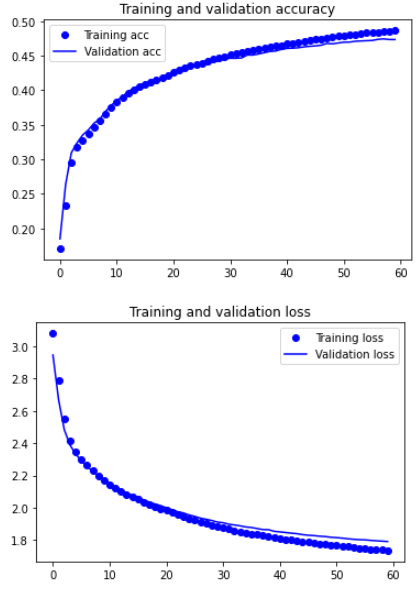 Training and validation accuracy
0.50
0.45
0.40
0.35
0.30
0.25
0.20
Training acc
Validation acc
0 10 20 30 40 50 60
Training and validation loss
3.0
2.8
2.6
2.4
2.2
2.0
1.8
Training loss
Validation loss
0 10 20 30 40 50 60